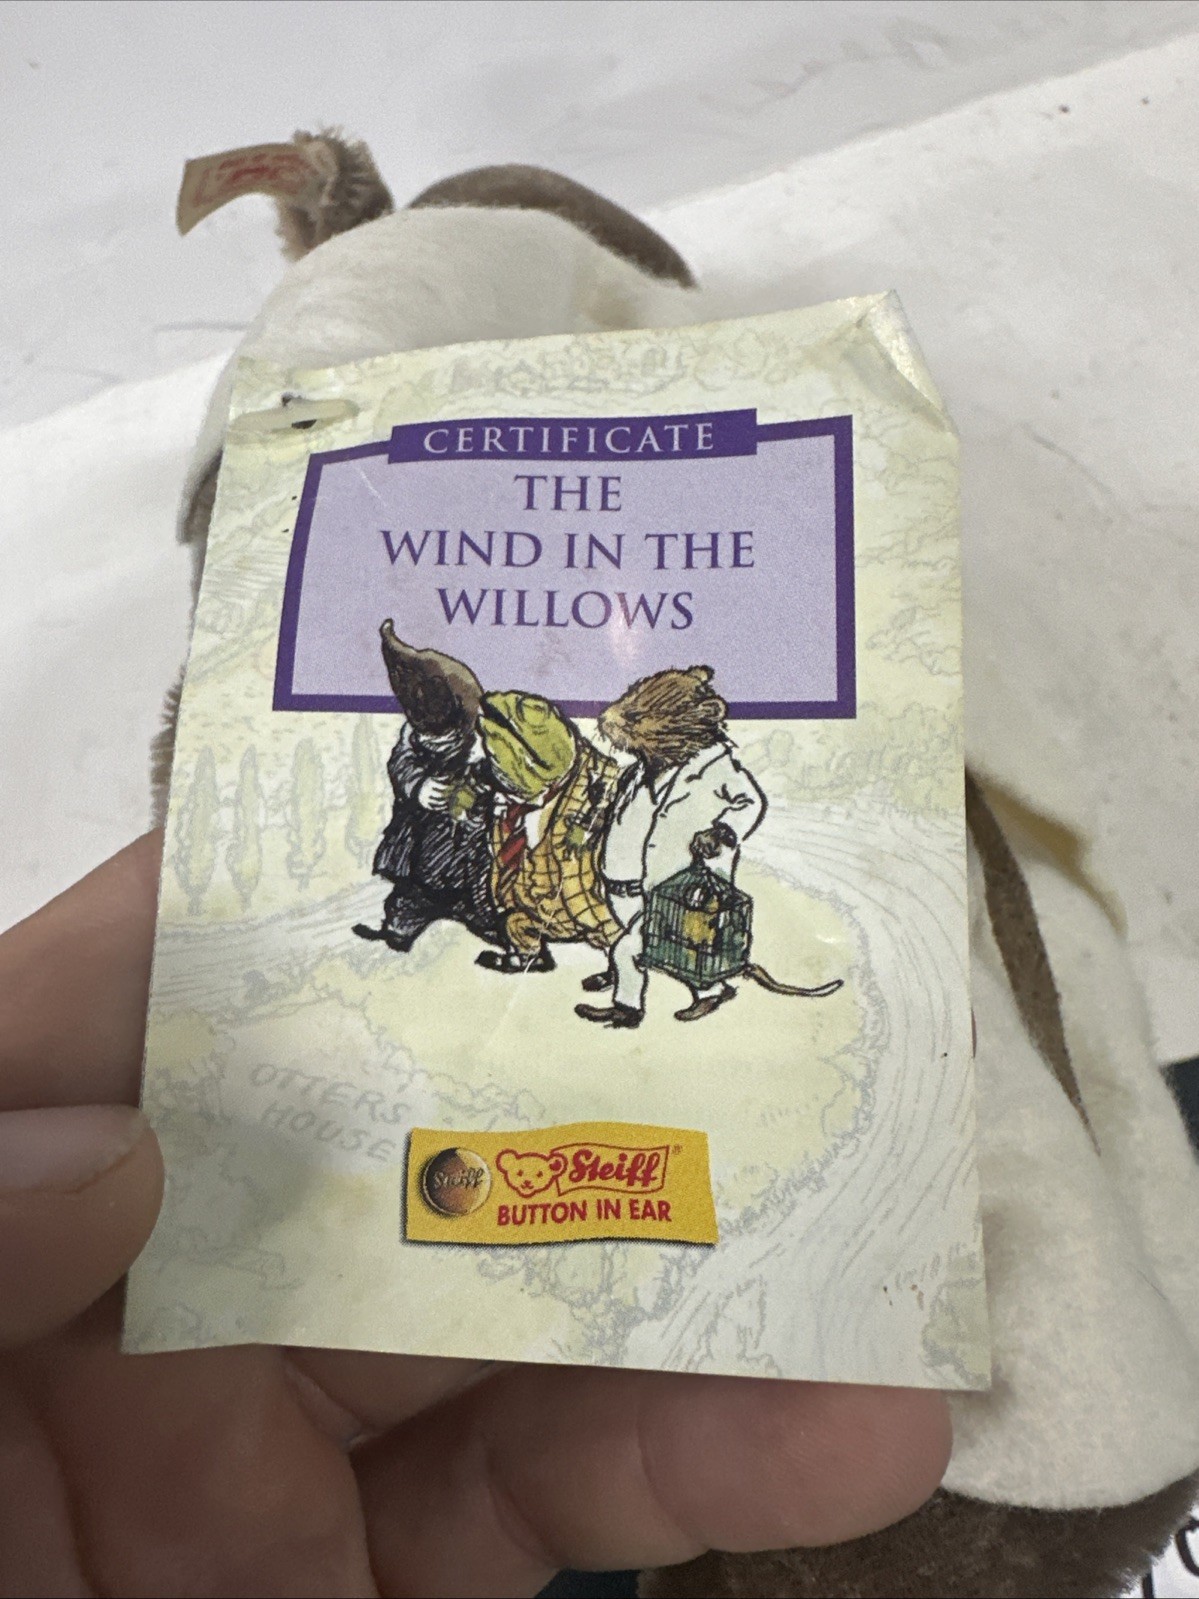 CERTIFICATE
THE
WIND IN THE
WILLOWS
OTTERS
HOUSE
Steiff
Steiff®
BUTTON IN EAR